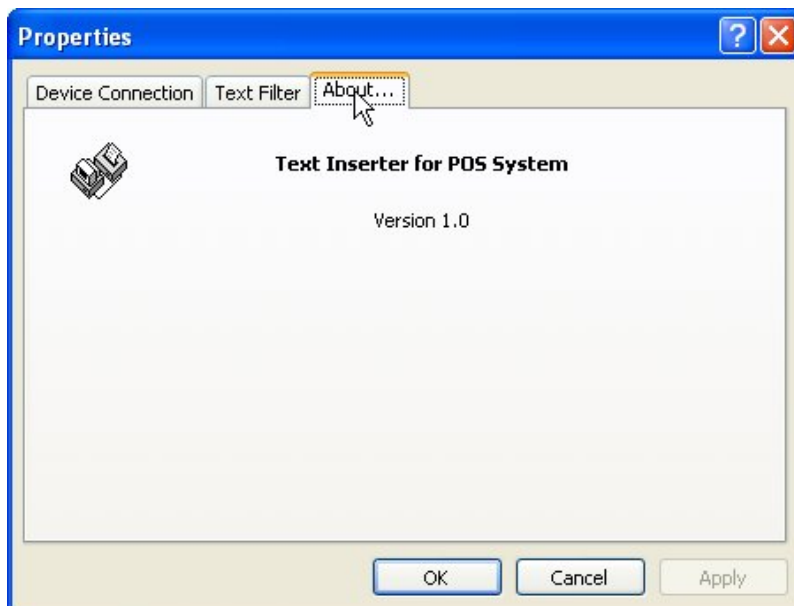 Properties
Device Connection Text Filter About...
Text Inserter for POS System
Version 1.0
OK Cancel Apply